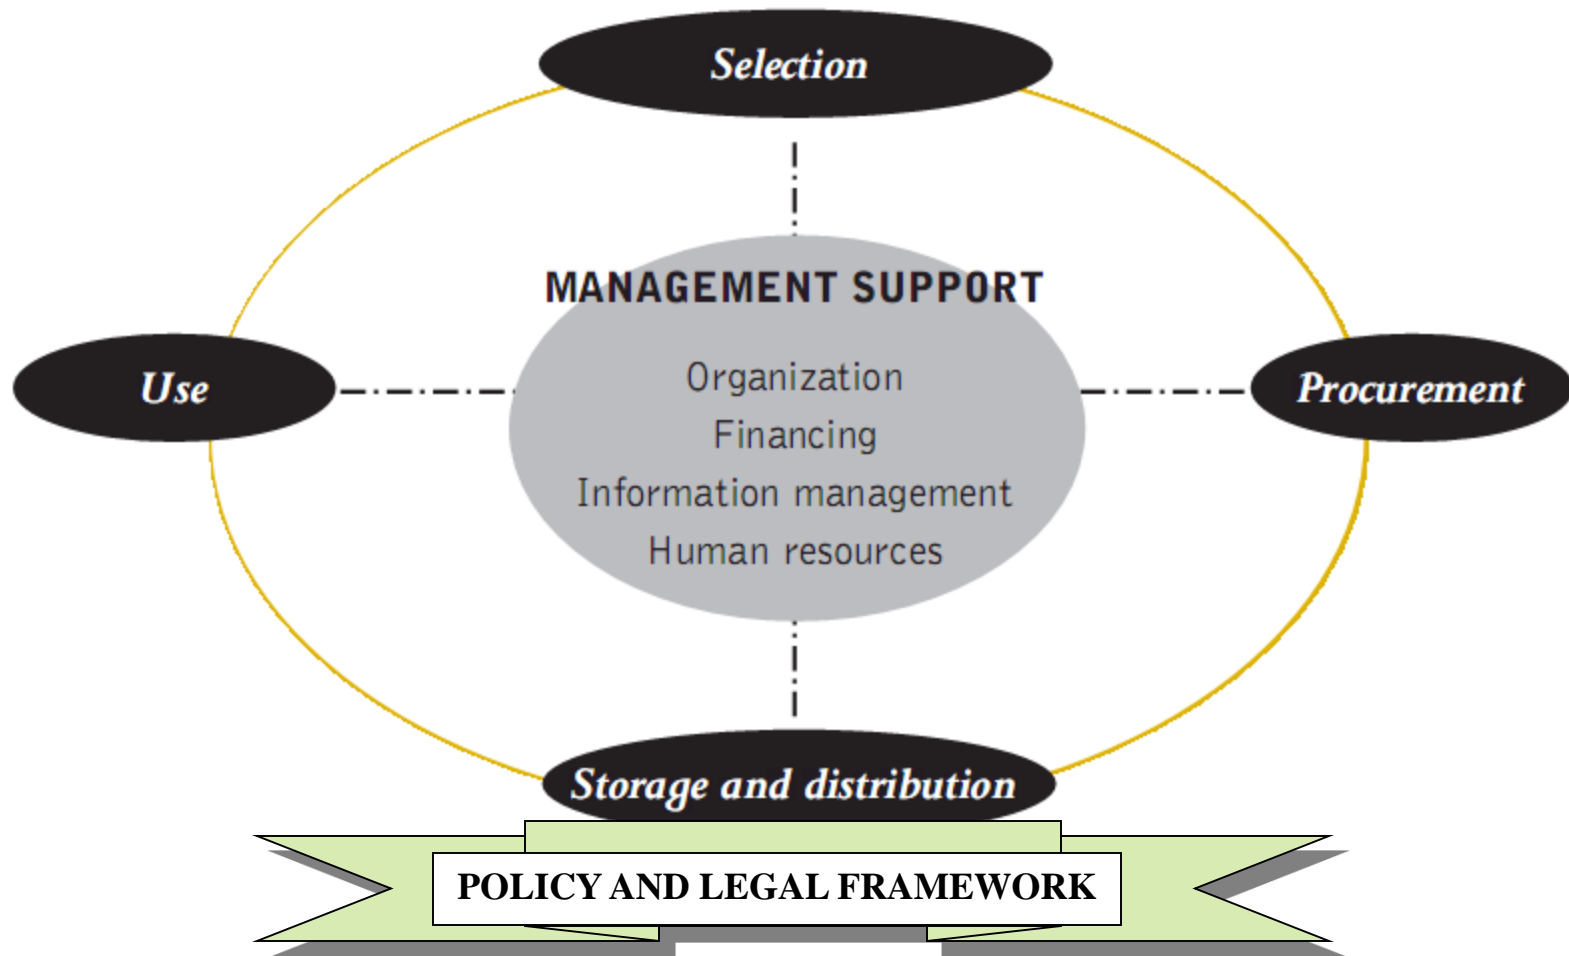 Selection
MANAGEMENT SUPPORT
Organization
Financing
Information management
Human resources
Use
Procurement
Storage and distribution
POLICY AND LEGAL FRAMEWORK